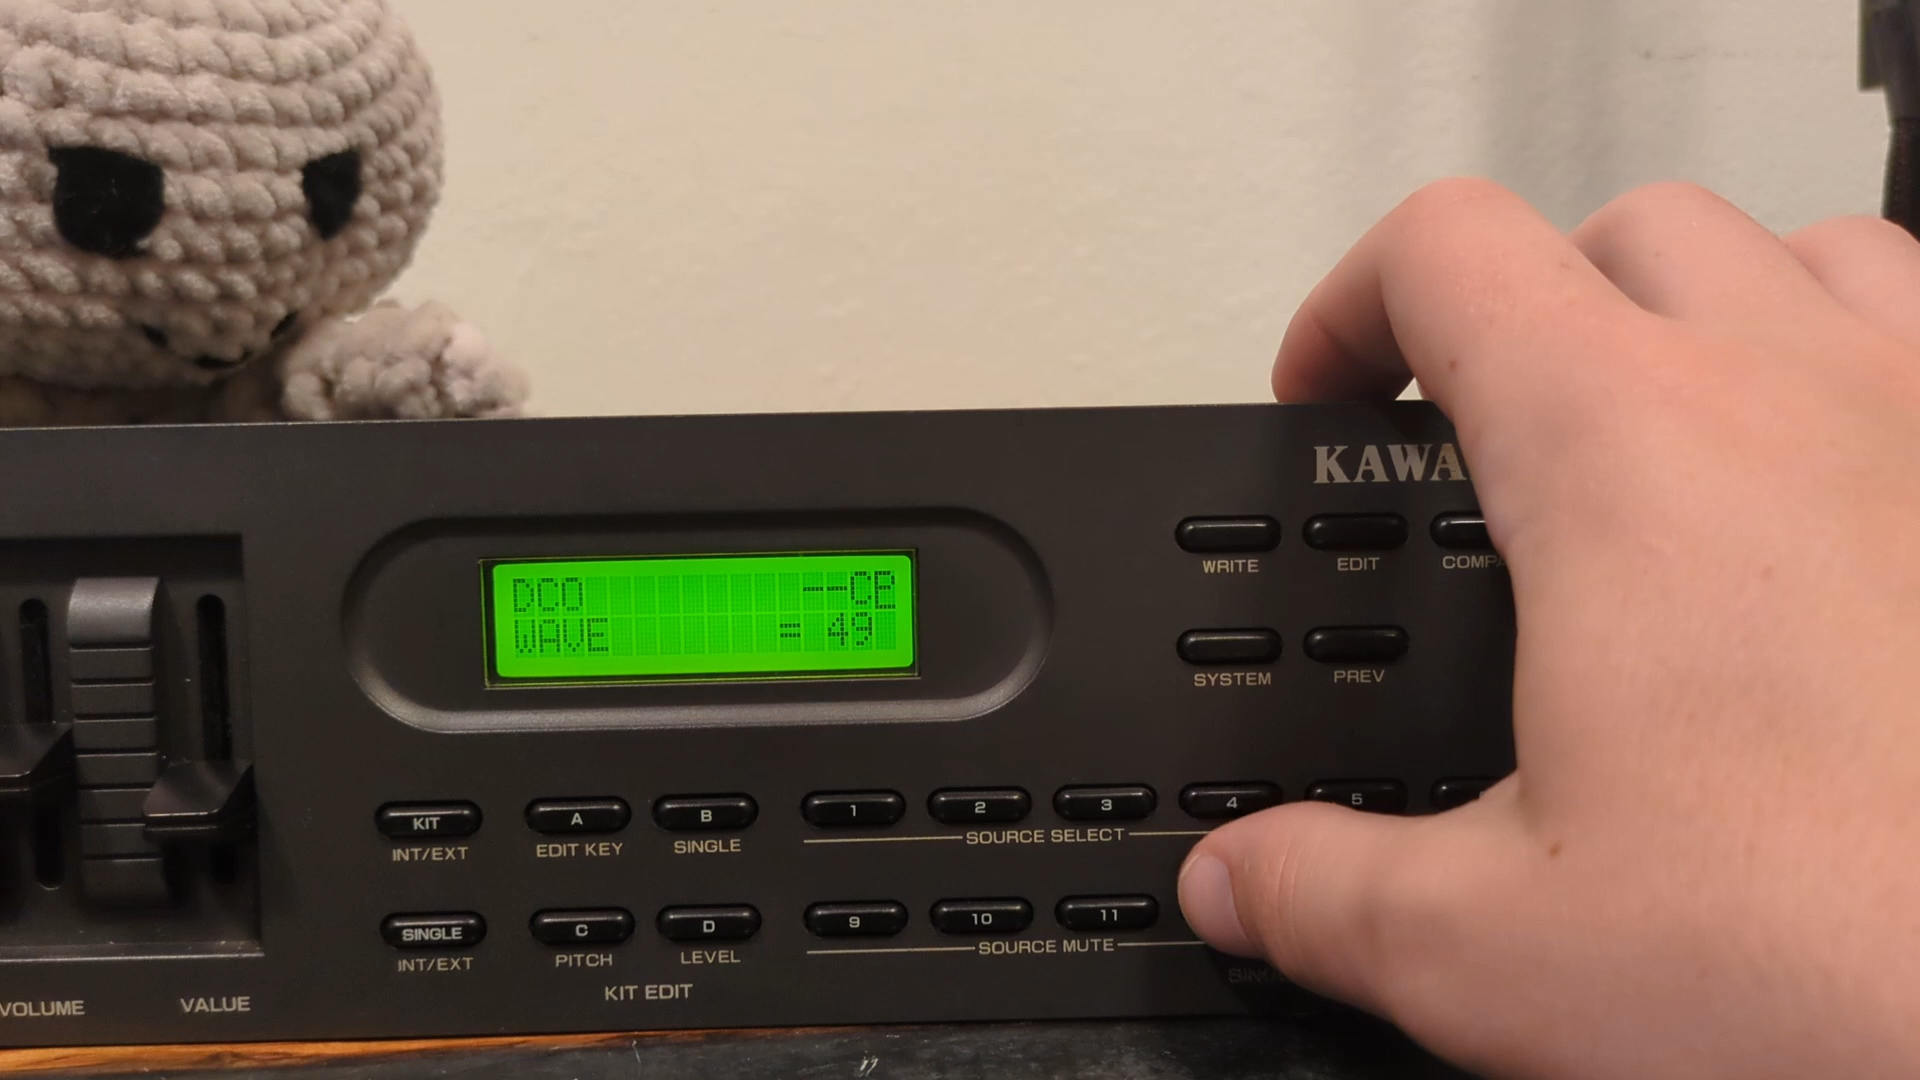 KAWA
DCO --CP
WAVE = 49
WRITE EDIT COMPA
SYSTEM PREV
KIT A B 1 2 3 4 5
INT/EXT EDIT KEY SINGLE SOURCE SELECT
SINGLE C D 9 10 11
INT/EXT PITCH LEVEL SOURCE MUTE
KIT EDIT
VOLUME VALUE